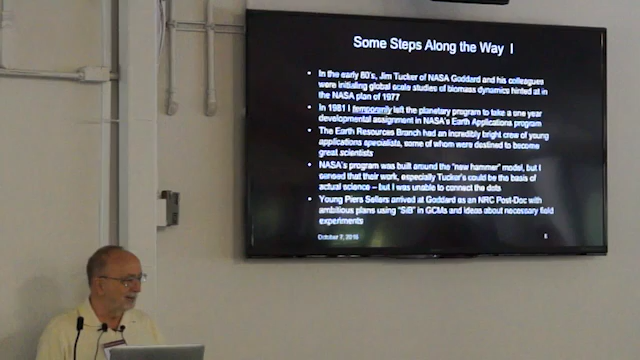 Some Steps Along the Way I
• In the early 80's, Jim Tucker of NASA Goddard and his colleagues
were initialing global scale studies of biomass dynamics hinted at in
the NASA plan of 1977
• In 1981 I temporarily left the planetary program to take a one year
developmental assignment in NASA's Earth Applications program
• The Earth Resources Branch had an incredibly bright crew of young
applications specialists, some of whom were destined to become
great scientists
• NASA's program was built around the "new hammer" model, but I
sensed that their work, especially Tucker's could be the basis of
actual science – but I was unable to connect the dots
• Young Piers Sellers arrived at Goddard as an NRC Post-Doc with
ambitious plans using "SiB" in GCMs and ideas about necessary field
experiments
October 7, 2016